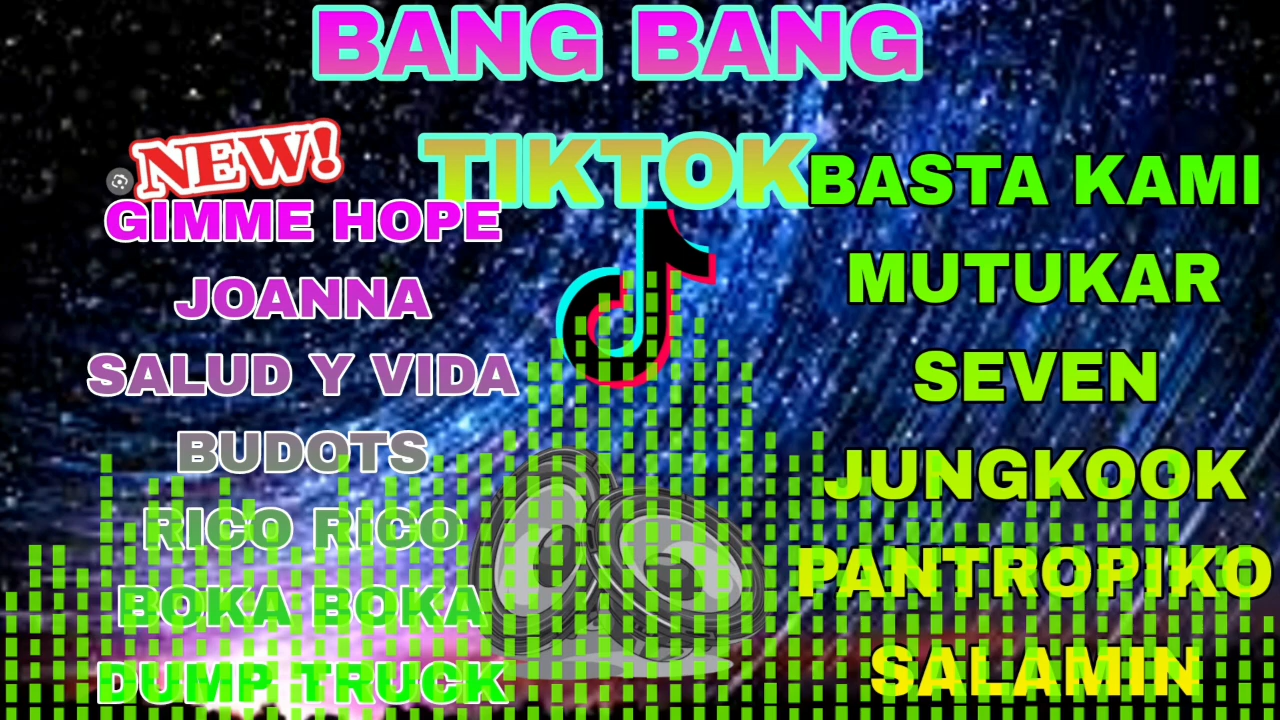 BANG BANG
TIKTOK
NEW!
GIMME HOPE
JOANNA
SALUD Y VIDA
BUDOTS
RICO RICO
BOKA BOKA
DUMP TRUCK
BASTA KAMI
MUTUKAR
SEVEN
JUNGKOOK
PANTROPIKO
SALAMIN